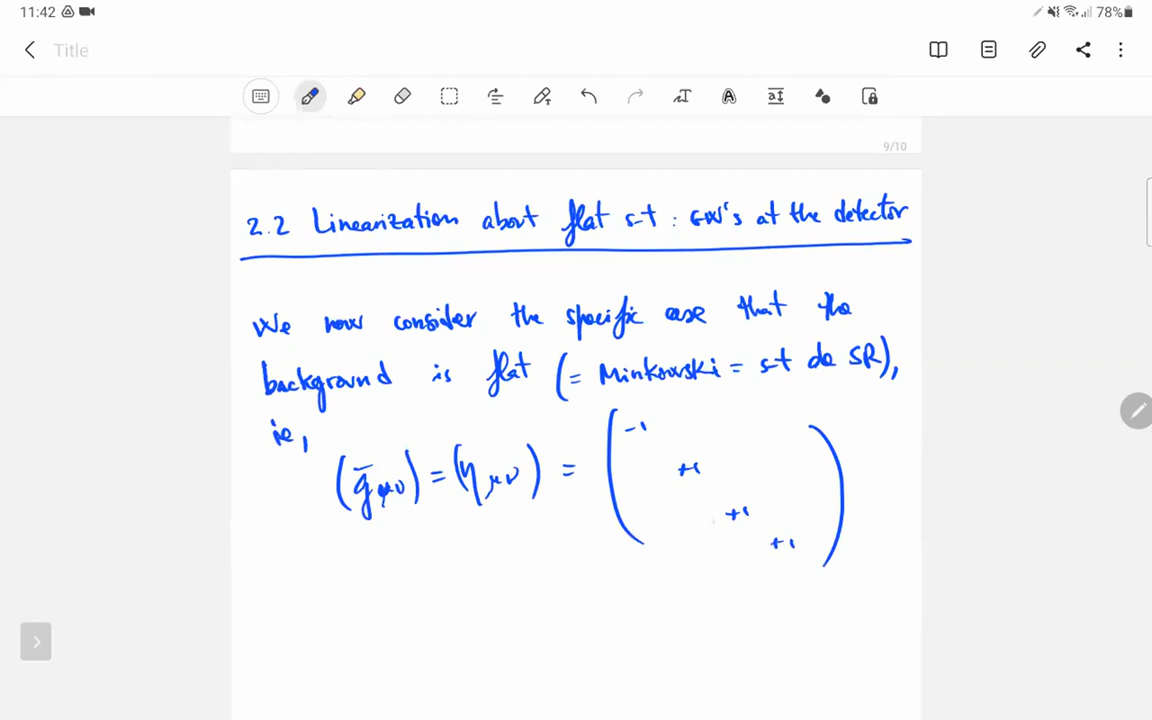 11:42 78%
Title
9/10
2.2 Linearization about flat s-t : GW's at the detector
We now consider the specific case that the
background is flat (= Minkowski = s-t de SR),
ie,
(ḡμν) = (ημν) = ( -1
+1
+1
+1 )